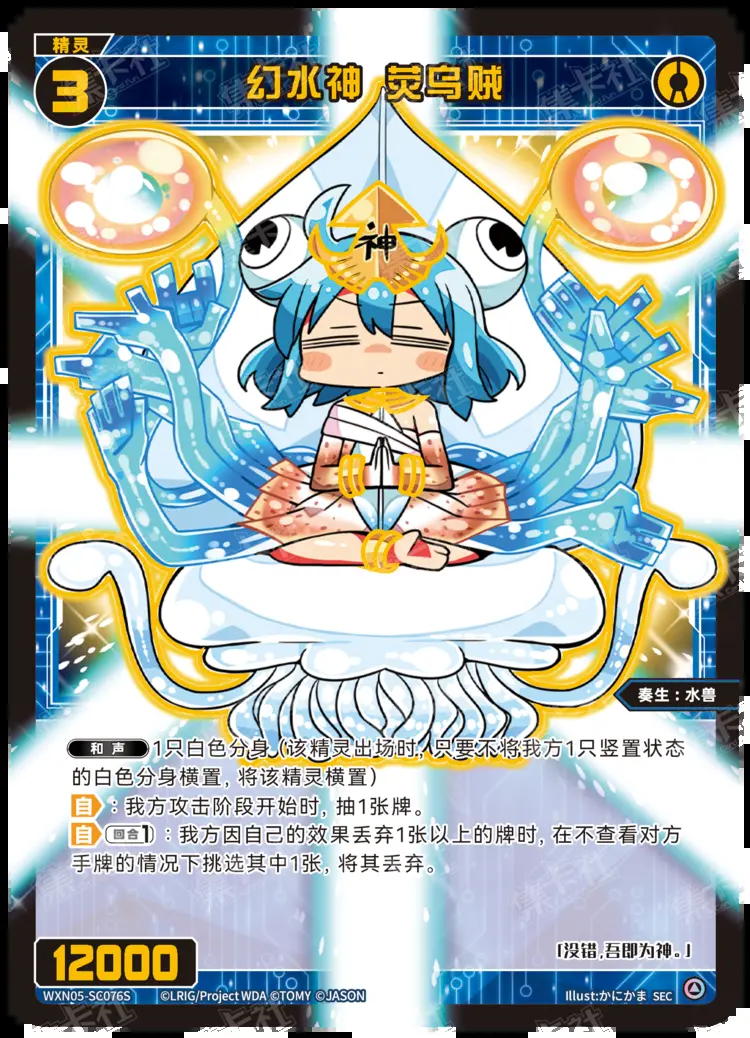 精灵
3
幻水神 荧乌贼
神
奏生：水兽
和声 1只白色分身（该精灵出场时，只要不将我方1只竖置状态
的白色分身横置，将该精灵横置）
自：我方攻击阶段开始时，抽1张牌。
自 回合1：我方因自己的效果丢弃1张以上的牌时，在不查看对方
手牌的情况下挑选其中1张，将其丢弃。
「没错，吾即为神。」
12000
WXN05-SC076S ©LRIG/Project WDA ©TOMY ©JASON Illust:かにかま SEC
集卡社